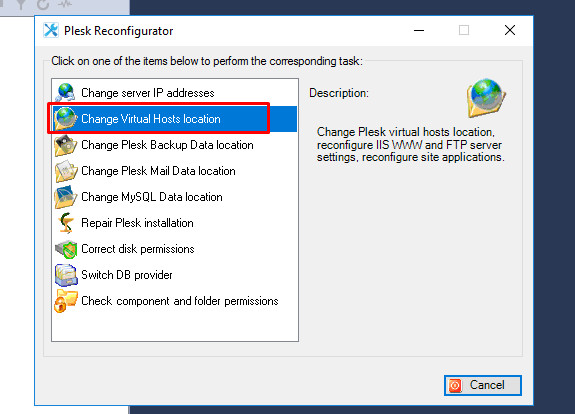 Plesk Reconfigurator
Click on one of the items below to perform the corresponding task:
Change server IP addresses
Change Virtual Hosts location
Change Plesk Backup Data location
Change Plesk Mail Data location
Change MySQL Data location
Repair Plesk installation
Correct disk permissions
Switch DB provider
Check component and folder permissions
Description:
Change Plesk virtual hosts location,
reconfigure IIS WWW and FTP server
settings, reconfigure site applications.
Cancel